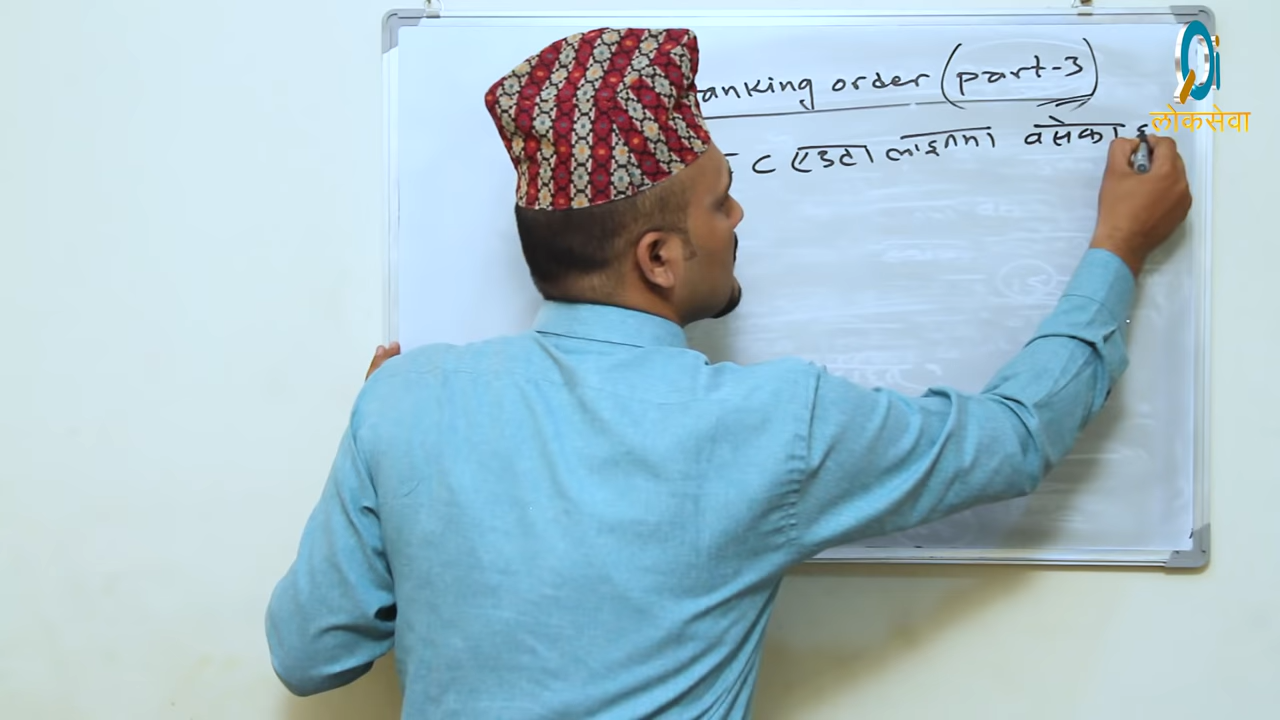 anking order (part-3)
C एउटा लाइनमा बसेका
लोकसेवा